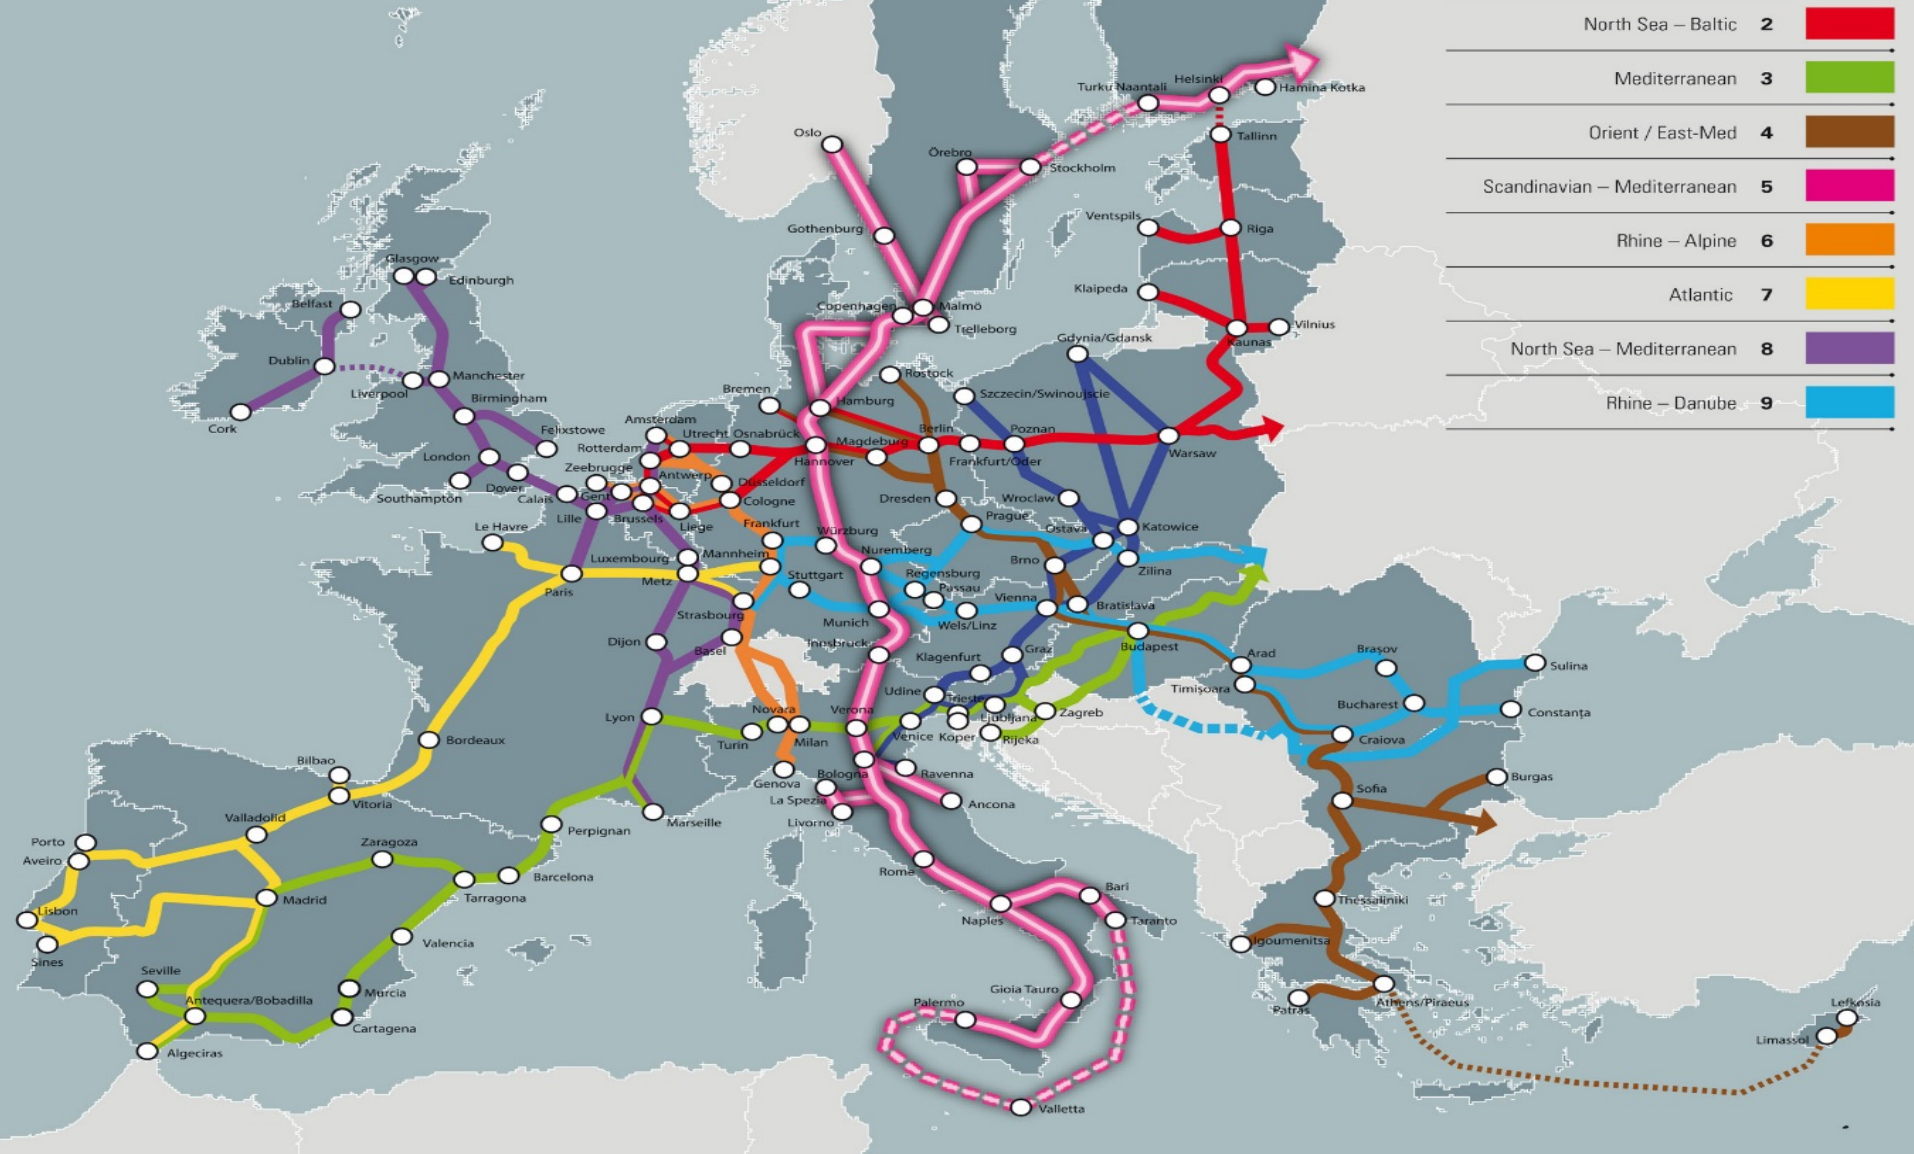 North Sea – Baltic 2
Mediterranean 3
Orient / East-Med 4
Scandinavian – Mediterranean 5
Rhine – Alpine 6
Atlantic 7
North Sea – Mediterranean 8
Rhine – Danube 9
Helsinki
Turku Naantali
Hamina Kotka
Oslo
Tallinn
Örebro
Stockholm
Ventspils
Riga
Gothenburg
Glasgow
Edinburgh
Klaipeda
Belfast
Copenhagen
Malmö
Trelleborg
Vilnius
Gdynia/Gdansk
Kaunas
Dublin
Manchester
Liverpool
Rostock
Bremen
Szczecin/Swinoujscie
Birmingham
Hamburg
Cork
Amsterdam
Felixstowe
Utrecht
Osnabrück
Magdeburg
Berlin
Poznan
Rotterdam
London
Hannover
Frankfurt/Oder
Warsaw
Zeebrugge
Antwerp
Düsseldorf
Dover
Southampton
Calais
Gent
Cologne
Dresden
Wroclaw
Lille
Brussels
Liege
Le Havre
Frankfurt
Würzburg
Prague
Ostava
Katowice
Luxembourg
Mannheim
Nuremberg
Brno
Zilina
Metz
Stuttgart
Regensburg
Passau
Paris
Vienna
Bratislava
Strasbourg
Munich
Wels/Linz
Dijon
Basel
Innsbruck
Klagenfurt
Graz
Budapest
Arad
Braşov
Sulina
Udine
Trieste
Timişoara
Bucharest
Constanţa
Lyon
Novara
Verona
Ljubljana
Zagreb
Turin
Milan
Venice
Koper
Rijeka
Craiova
Bordeaux
Bilbao
Genova
Bologna
Ravenna
Burgas
Vitoria
La Spezia
Ancona
Sofia
Valladolid
Livorno
Marseille
Perpignan
Porto
Zaragoza
Aveiro
Rome
Barcelona
Bari
Madrid
Tarragona
Thessaliniki
Lisbon
Naples
Taranto
Valencia
Igoumenitsa
Sines
Seville
Murcia
Gioia Tauro
Antequera/Bobadilla
Palermo
Athens/Piraeus
Lefkosia
Patras
Cartagena
Limassol
Algeciras
Valletta